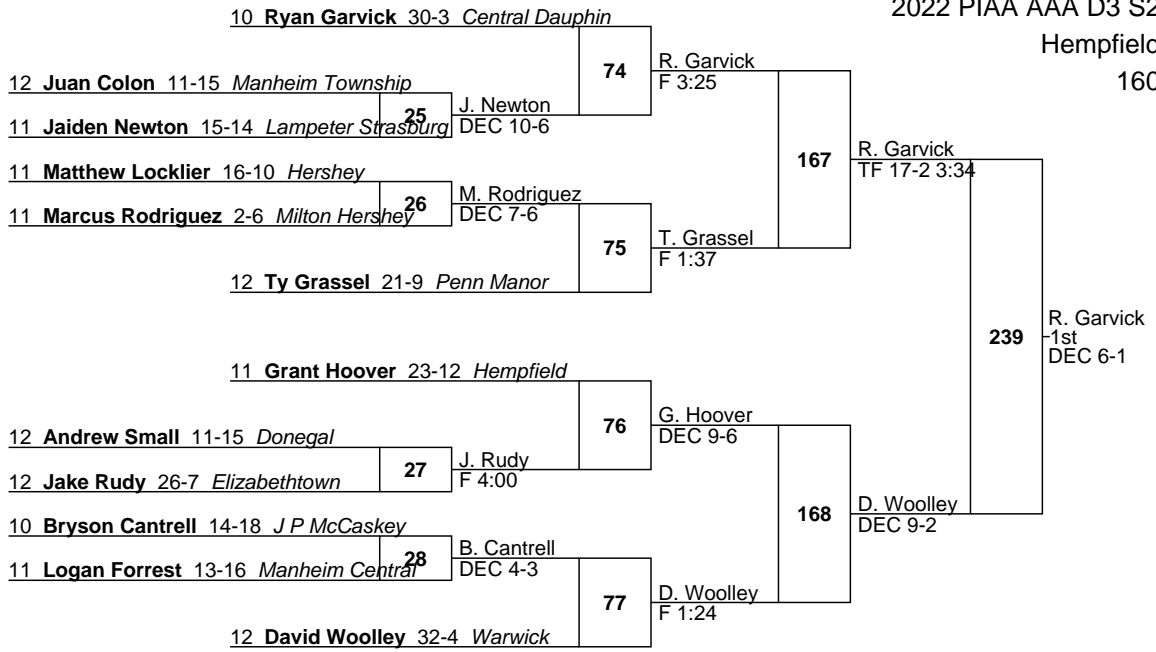 2022 PIAA AAA D3 S2
Hempfield
160
10 Ryan Garvick 30-3 Central Dauphin
74
R. Garvick
F 3:25
12 Juan Colon 11-15 Manheim Township
25
J. Newton
DEC 10-6
11 Jaiden Newton 15-14 Lampeter Strasburg
167
R. Garvick
TF 17-2 3:34
11 Matthew Locklier 16-10 Hershey
26
M. Rodriguez
DEC 7-6
11 Marcus Rodriguez 2-6 Milton Hershey
75
T. Grassel
F 1:37
12 Ty Grassel 21-9 Penn Manor
239
R. Garvick
1st
DEC 6-1
11 Grant Hoover 23-12 Hempfield
76
G. Hoover
DEC 9-6
12 Andrew Small 11-15 Donegal
27
J. Rudy
F 4:00
12 Jake Rudy 26-7 Elizabethtown
168
D. Woolley
DEC 9-2
10 Bryson Cantrell 14-18 J P McCaskey
28
B. Cantrell
DEC 4-3
11 Logan Forrest 13-16 Manheim Central
77
D. Woolley
F 1:24
12 David Woolley 32-4 Warwick